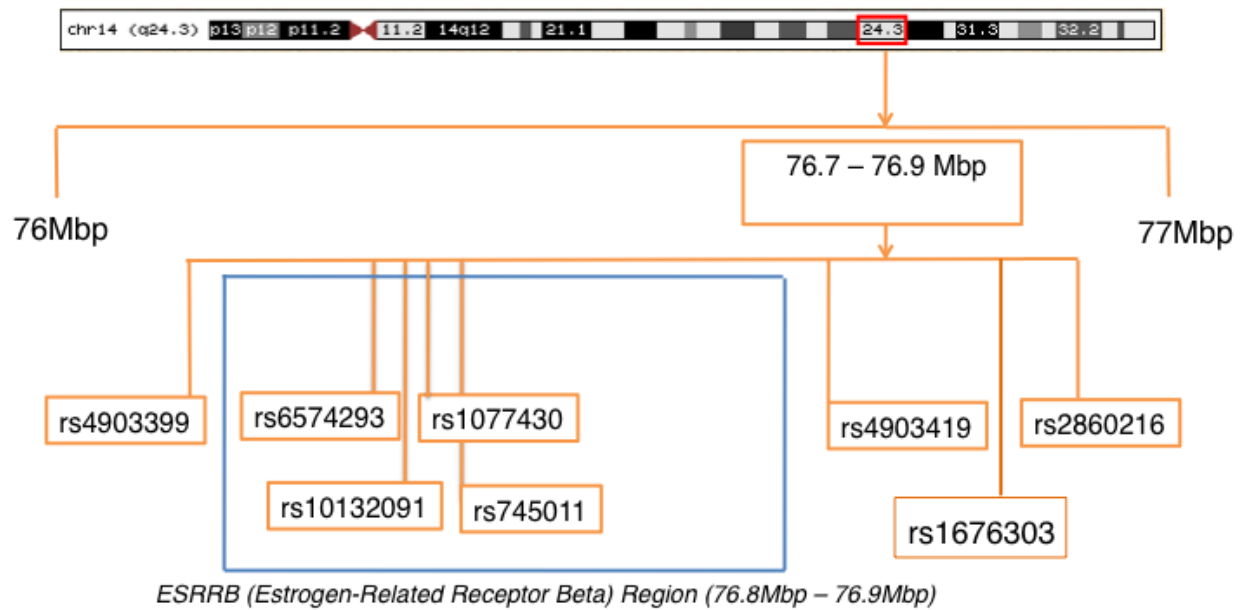 chr14 (q24.3) p13 p12 p11.2 11.2 14q12 21.1 24.3 31.3 32.2
76.7 – 76.9 Mbp
76Mbp
77Mbp
rs4903399
rs6574293
rs1077430
rs4903419
rs2860216
rs10132091
rs745011
rs1676303
ESRRB (Estrogen-Related Receptor Beta) Region (76.8Mbp – 76.9Mbp)